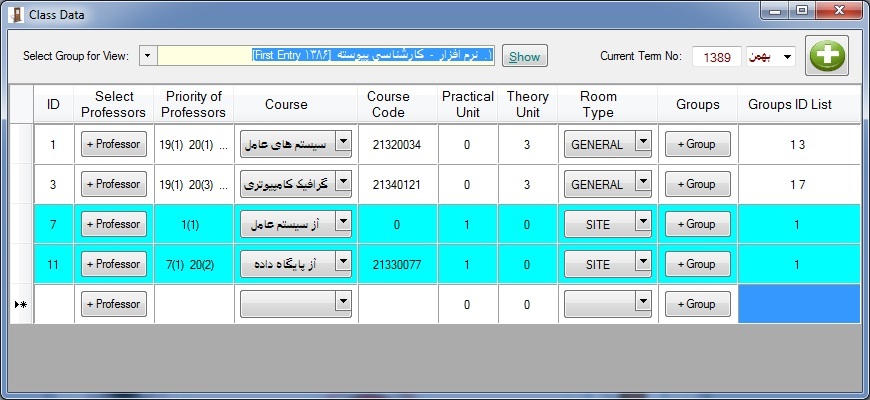 Class Data
Select Group for View: ۱. نرم افزار - کارشناسی پیوسته [First Entry ۱۳۸۶] Show Current Term No: 1389 بهمن
ID Select Professors Priority of Professors Course Course Code Practical Unit Theory Unit Room Type Groups Groups ID List
1 + Professor 19(1) 20(1) ... سیستم های عامل 21320034 0 3 GENERAL + Group 1 3
3 + Professor 19(1) 20(3) ... گرافیک کامپیوتری 21340121 0 3 GENERAL + Group 1 7
7 + Professor 1(1) آز سیستم عامل 0 1 0 SITE + Group 1
11 + Professor 7(1) 20(2) آز پایگاه داده 21330077 1 0 SITE + Group 1
+ Professor 0 0 + Group